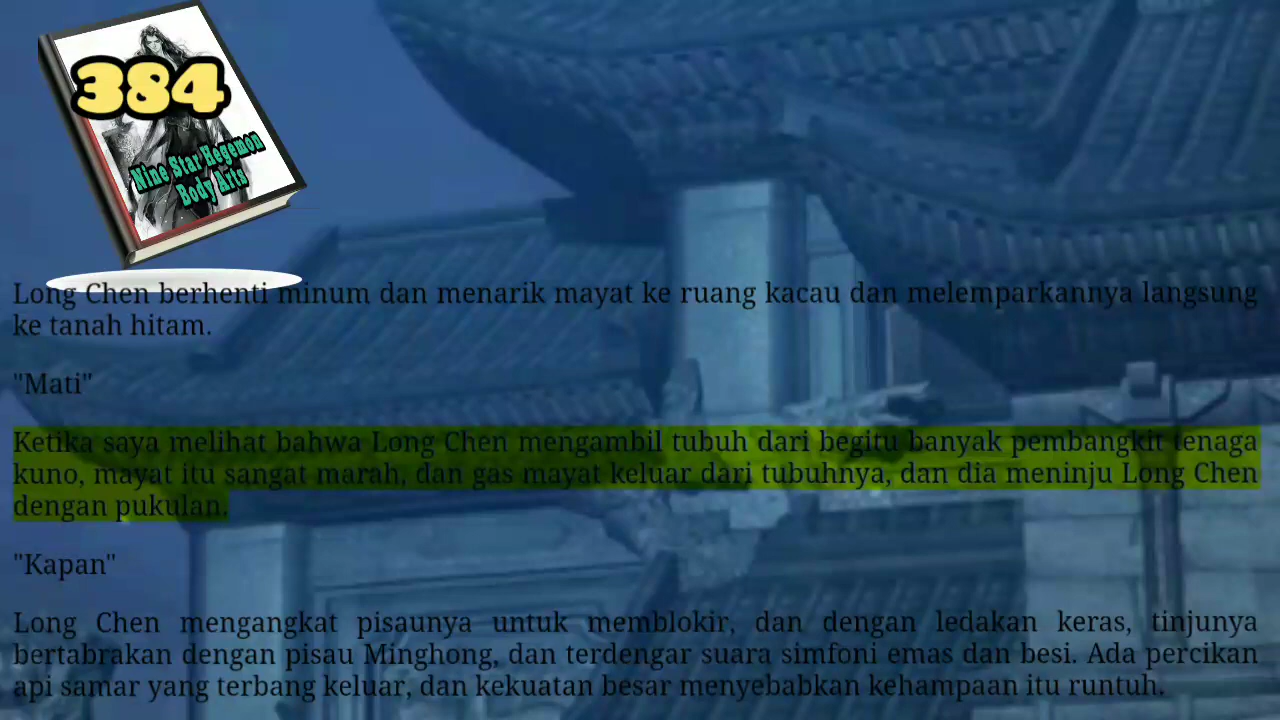 384
Nine Star Hegemon
Body Arts
Long Chen berhenti minum dan menarik mayat ke ruang kacau dan melemparkannya langsung
ke tanah hitam.
"Mati"
Ketika saya melihat bahwa Long Chen mengambil tubuh dari begitu banyak pembangkit tenaga
kuno, mayat itu sangat marah, dan gas mayat keluar dari tubuhnya, dan dia meninju Long Chen
dengan pukulan.
"Kapan"
Long Chen mengangkat pisaunya untuk memblokir, dan dengan ledakan keras, tinjunya
bertabrakan dengan pisau Minghong, dan terdengar suara simfoni emas dan besi. Ada percikan
api samar yang terbang keluar, dan kekuatan besar menyebabkan kehampaan itu runtuh.